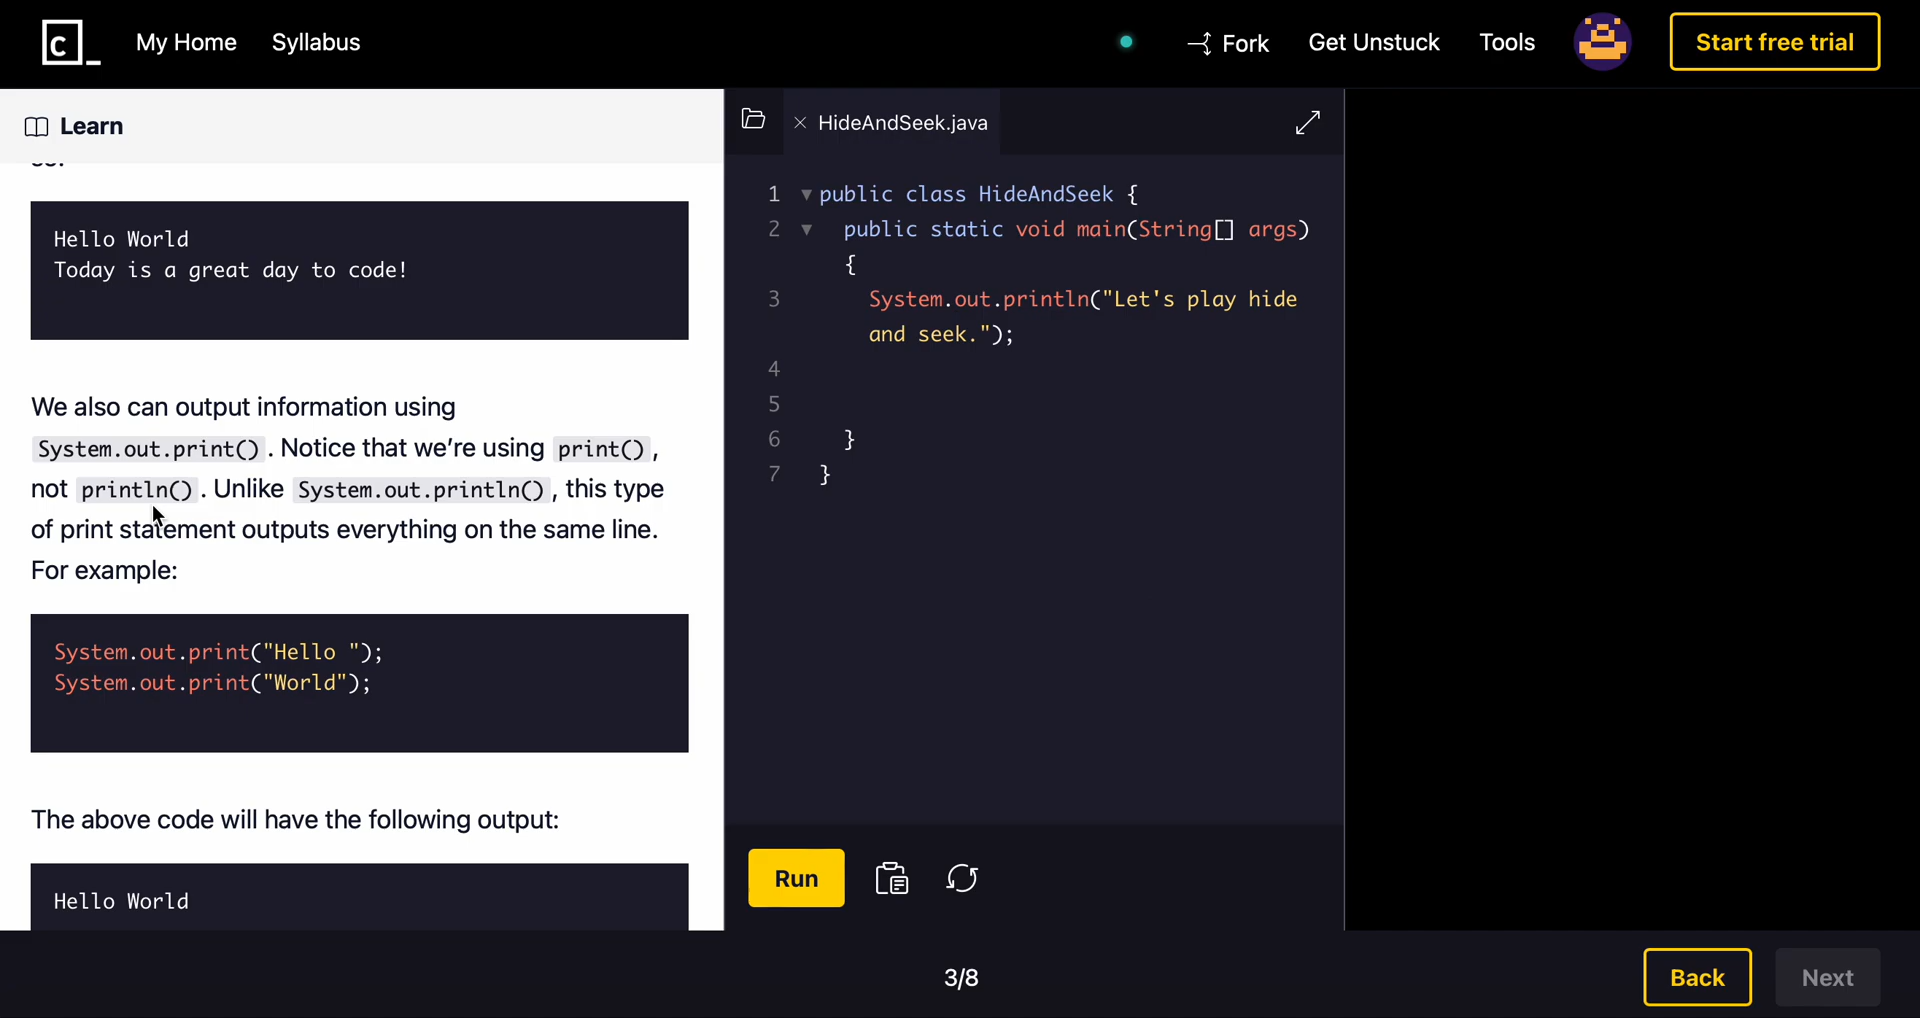 c_
My Home
Syllabus
Fork
Get Unstuck
Tools
Start free trial
Learn
Hello World
Today is a great day to code!
We also can output information using
System.out.print(). Notice that we’re using print(),
not println(). Unlike System.out.println(), this type
of print statement outputs everything on the same line.
For example:
System.out.print("Hello ");
System.out.print("World");
The above code will have the following output:
Hello World
HideAndSeek.java
1 public class HideAndSeek {
2 public static void main(String[] args)
{
3 System.out.println("Let's play hide
and seek.");
4
5
6 }
7 }
Run
3/8
Back
Next